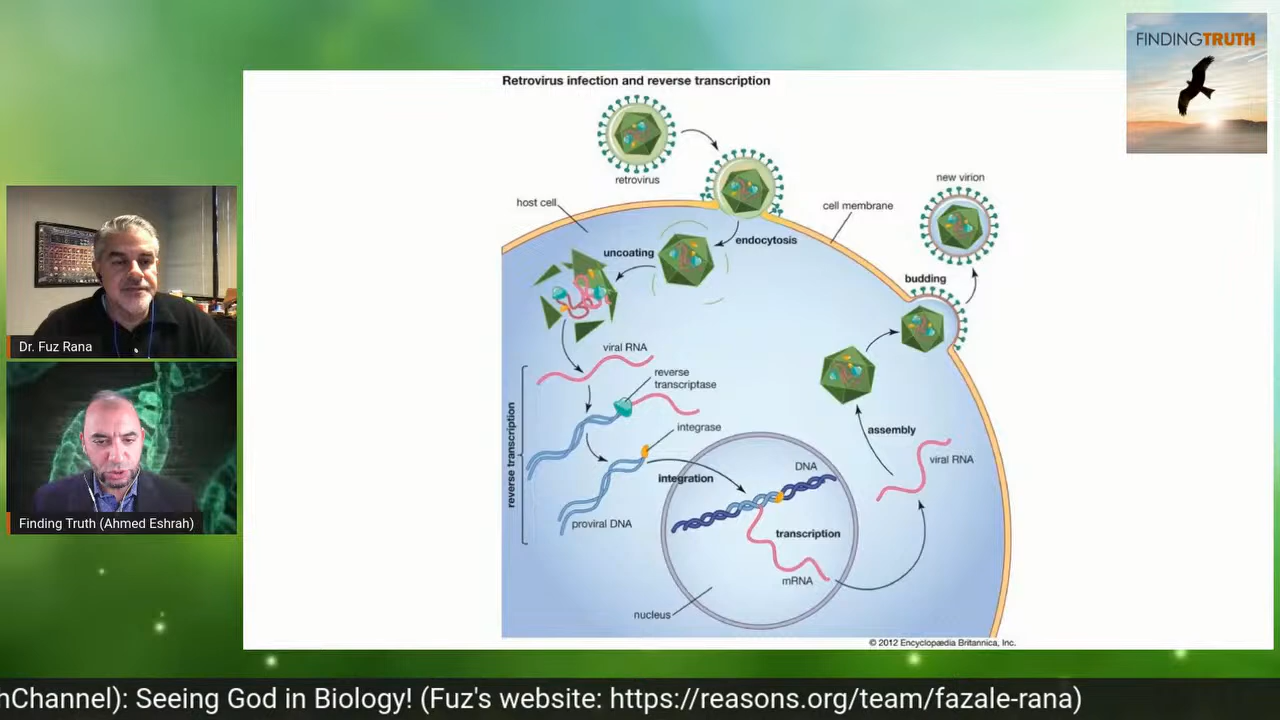 FINDINGTRUTH
Retrovirus infection and reverse transcription
retrovirus
new virion
host cell
cell membrane
endocytosis
uncoating
budding
viral RNA
reverse
transcriptase
integrase
reverse transcription
assembly
viral RNA
DNA
integration
proviral DNA
transcription
mRNA
nucleus
© 2012 Encyclopædia Britannica, Inc.
Dr. Fuz Rana
Finding Truth (Ahmed Eshrah)
hChannel): Seeing God in Biology! (Fuz's website: https://reasons.org/team/fazale-rana)